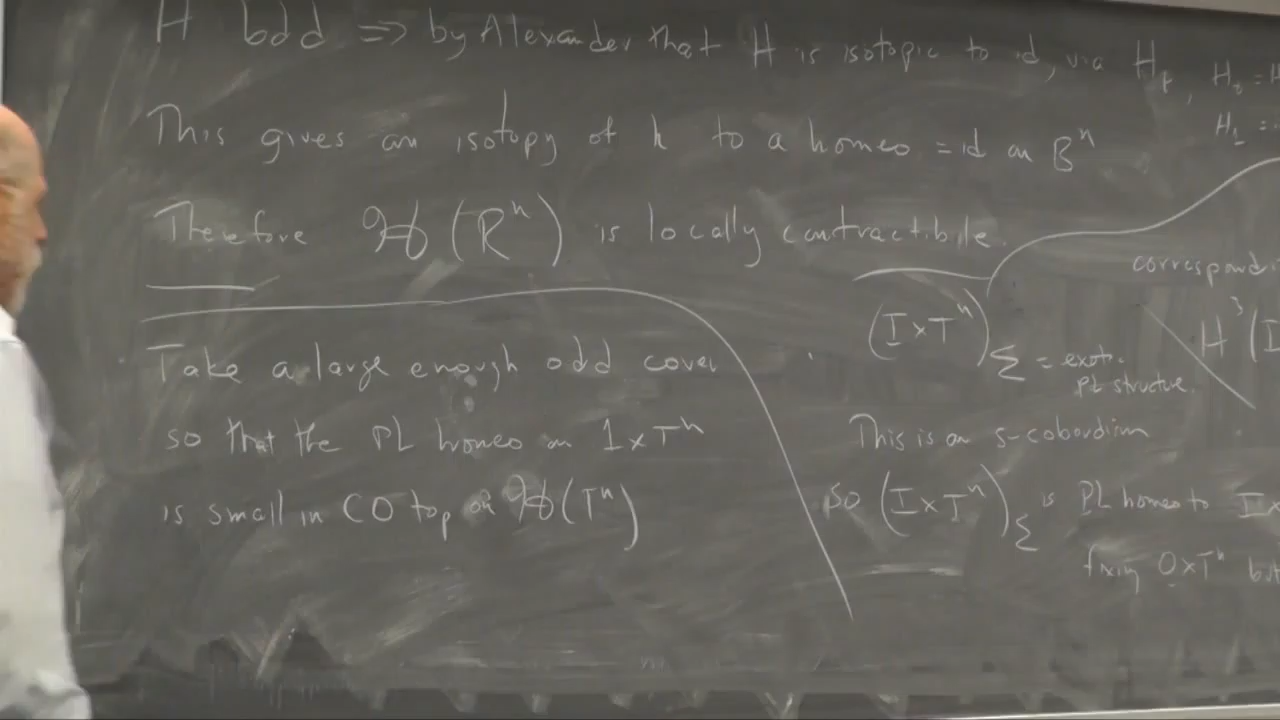 H bdd ⇒ by Alexander that H is isotopic to id, via H_t, H_0 = H
H_1 =
This gives an isotopy of h to a homeo = id on B^n
Therefore ℋ(R^n) is locally contractibile.
Take a large enough odd cover
so that the PL homeo on 1×T^n
is small in CO top on ℋ(T^n)
correspondi
(I×T^n)_Σ
H^3(I
Σ = exotic
PL structure.
This is an s-cobordism
so (I×T^n)_Σ is PL homeo to I×
fixing 0×T^n but